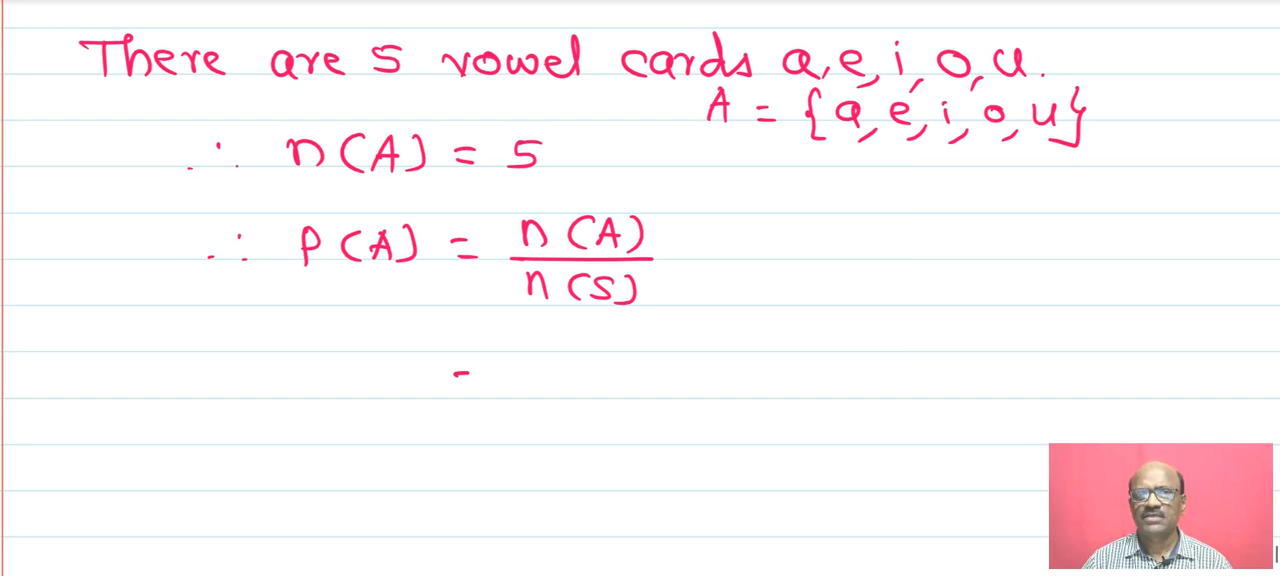 There are 5 vowel cards a, e, i, o, u.
A = {a, e, i, o, u}
∴ n(A) = 5
∴ P(A) = n(A)
n(S)
-